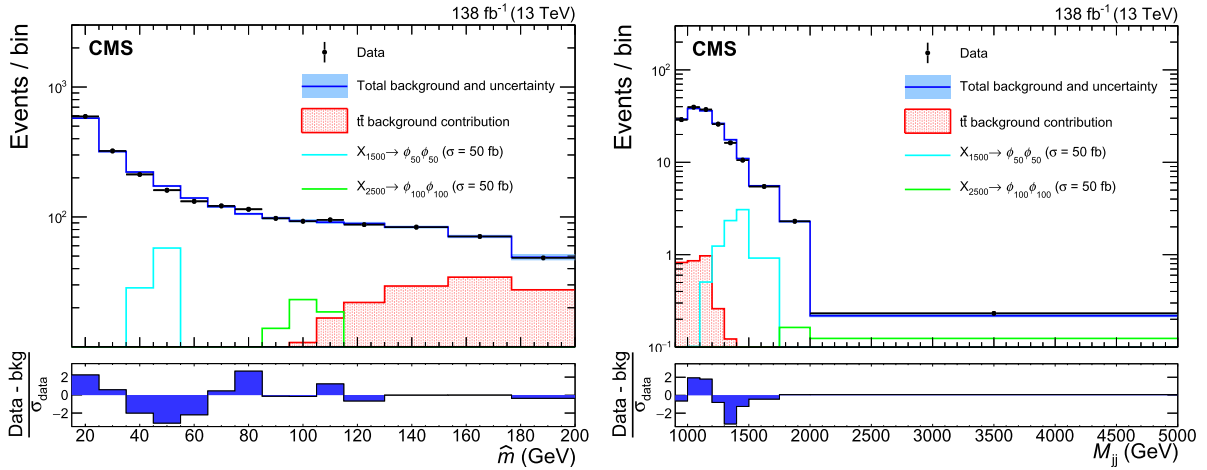 138 fb⁻¹ (13 TeV)
CMS
Events / bin
Data
Total background and uncertainty
tt̄ background contribution
X₁₅₀₀→ ϕ₅₀ϕ₅₀ (σ = 50 fb)
X₂₅₀₀→ ϕ₁₀₀ϕ₁₀₀ (σ = 50 fb)
10³
10²
Data - bkg
σdata
2
0
−2
20 40 60 80 100 120 140 160 180 200
m̂ (GeV)
138 fb⁻¹ (13 TeV)
CMS
Events / bin
Data
Total background and uncertainty
tt̄ background contribution
X₁₅₀₀→ ϕ₅₀ϕ₅₀ (σ = 50 fb)
X₂₅₀₀→ ϕ₁₀₀ϕ₁₀₀ (σ = 50 fb)
10²
10
1
10⁻¹
Data - bkg
σdata
2
0
−2
1000 1500 2000 2500 3000 3500 4000 4500 5000
Mjj (GeV)